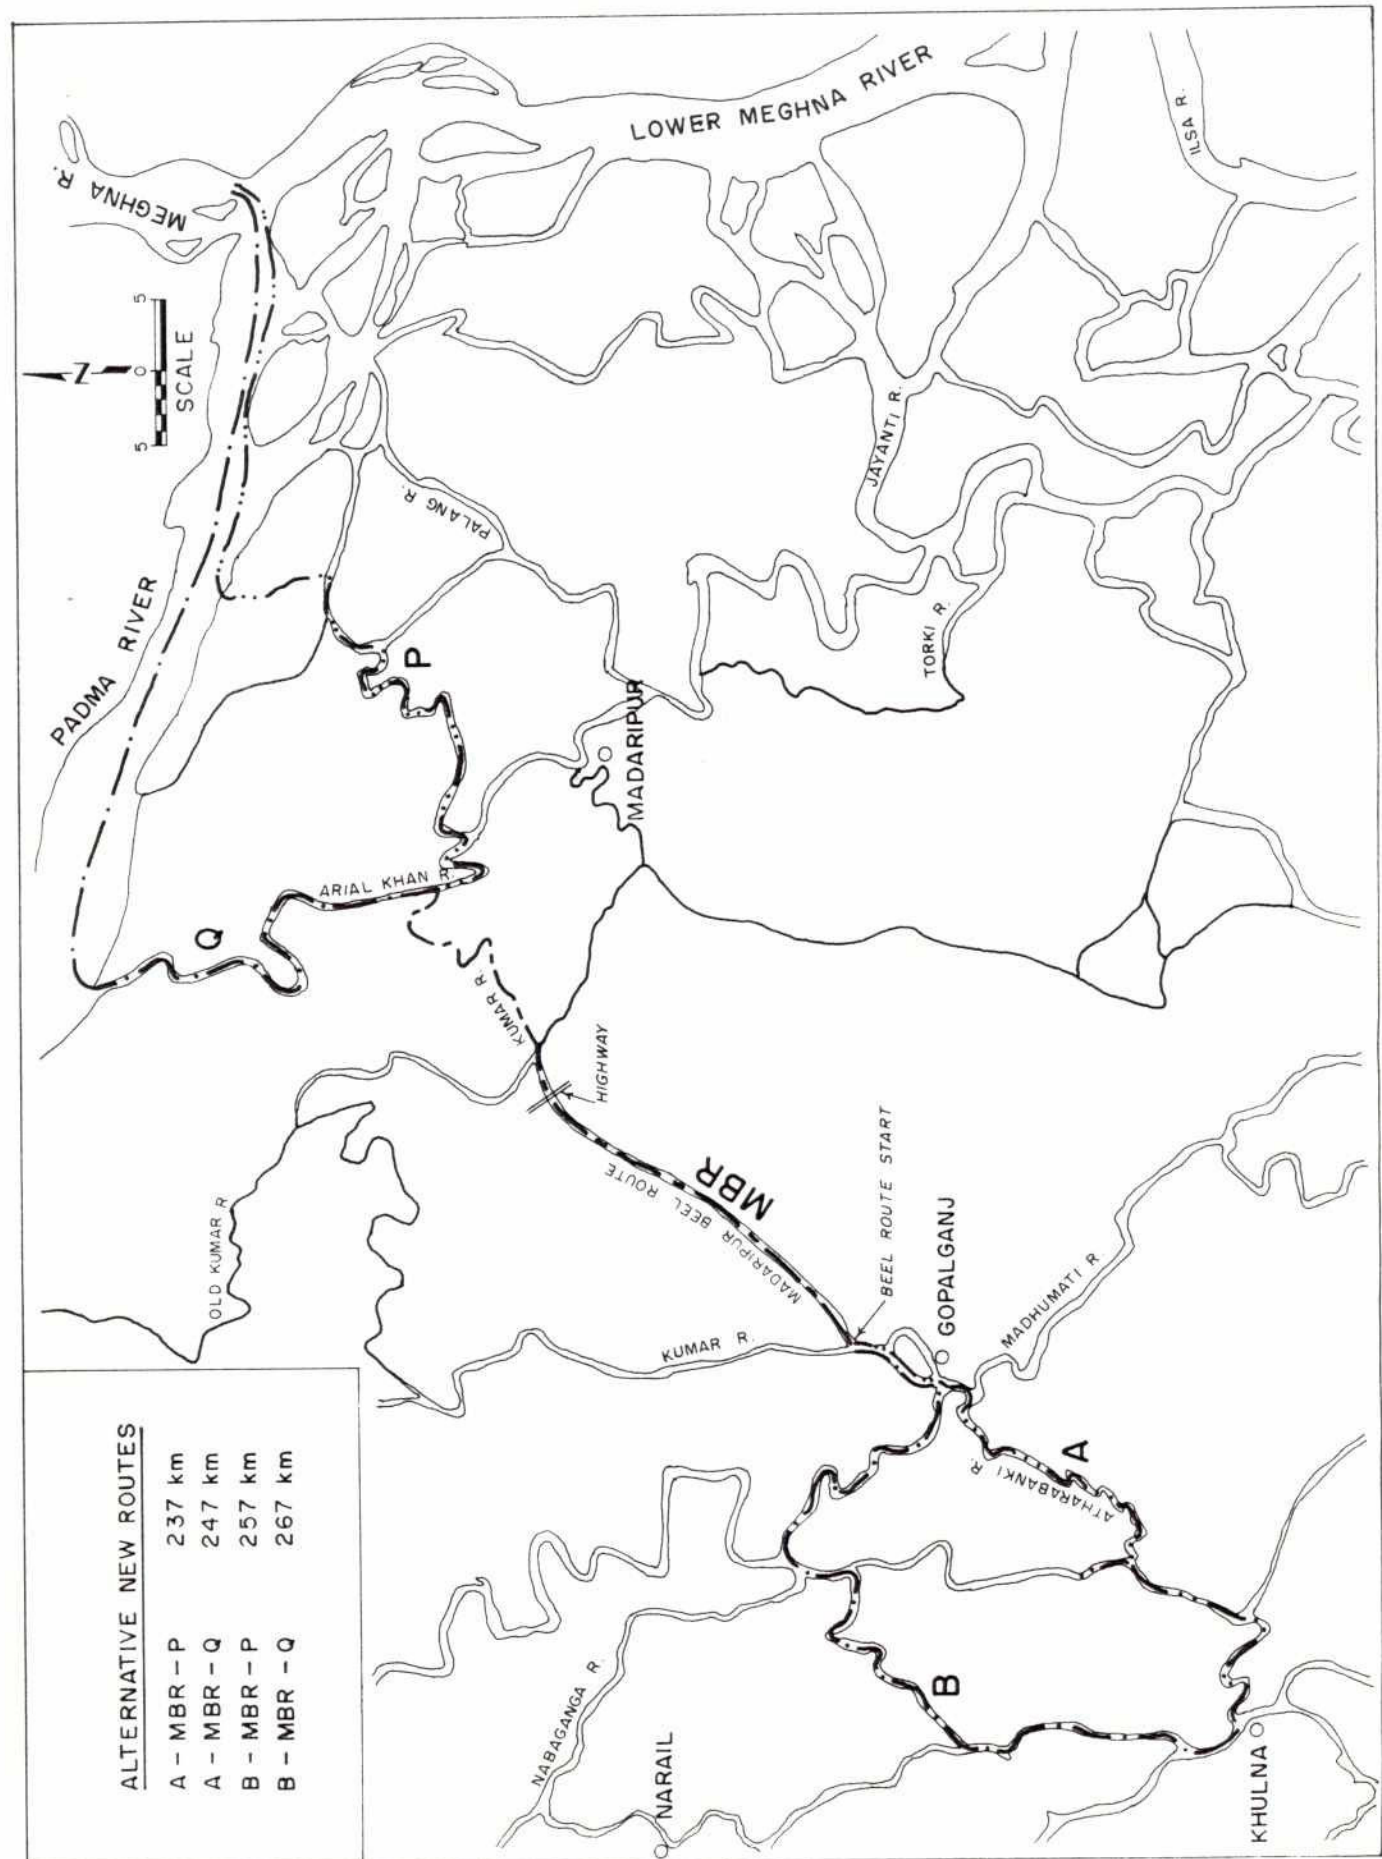 ALTERNATIVE NEW ROUTES
A – MBR – P 237 km
A – MBR – Q 247 km
B – MBR – P 257 km
B – MBR – Q 267 km
OLD KUMAR R
Q
ARIAL KHAN R.
PADMA RIVER
MEGHNA R.
N
5 0 5
SCALE
P
PALANG R.
LOWER MEGHNA RIVER
KUMAR R.
HIGHWAY
MADARIPUR
MADARIPUR BEEL ROUTE
MBR
KUMAR R.
BEEL ROUTE START
GOPALGANJ
MADHUMATI R
JAYANTI R.
TORKI R.
ILSA R.
NABAGANGA R.
NARAIL
B
A
ATHARABANKI R.
KHULNA